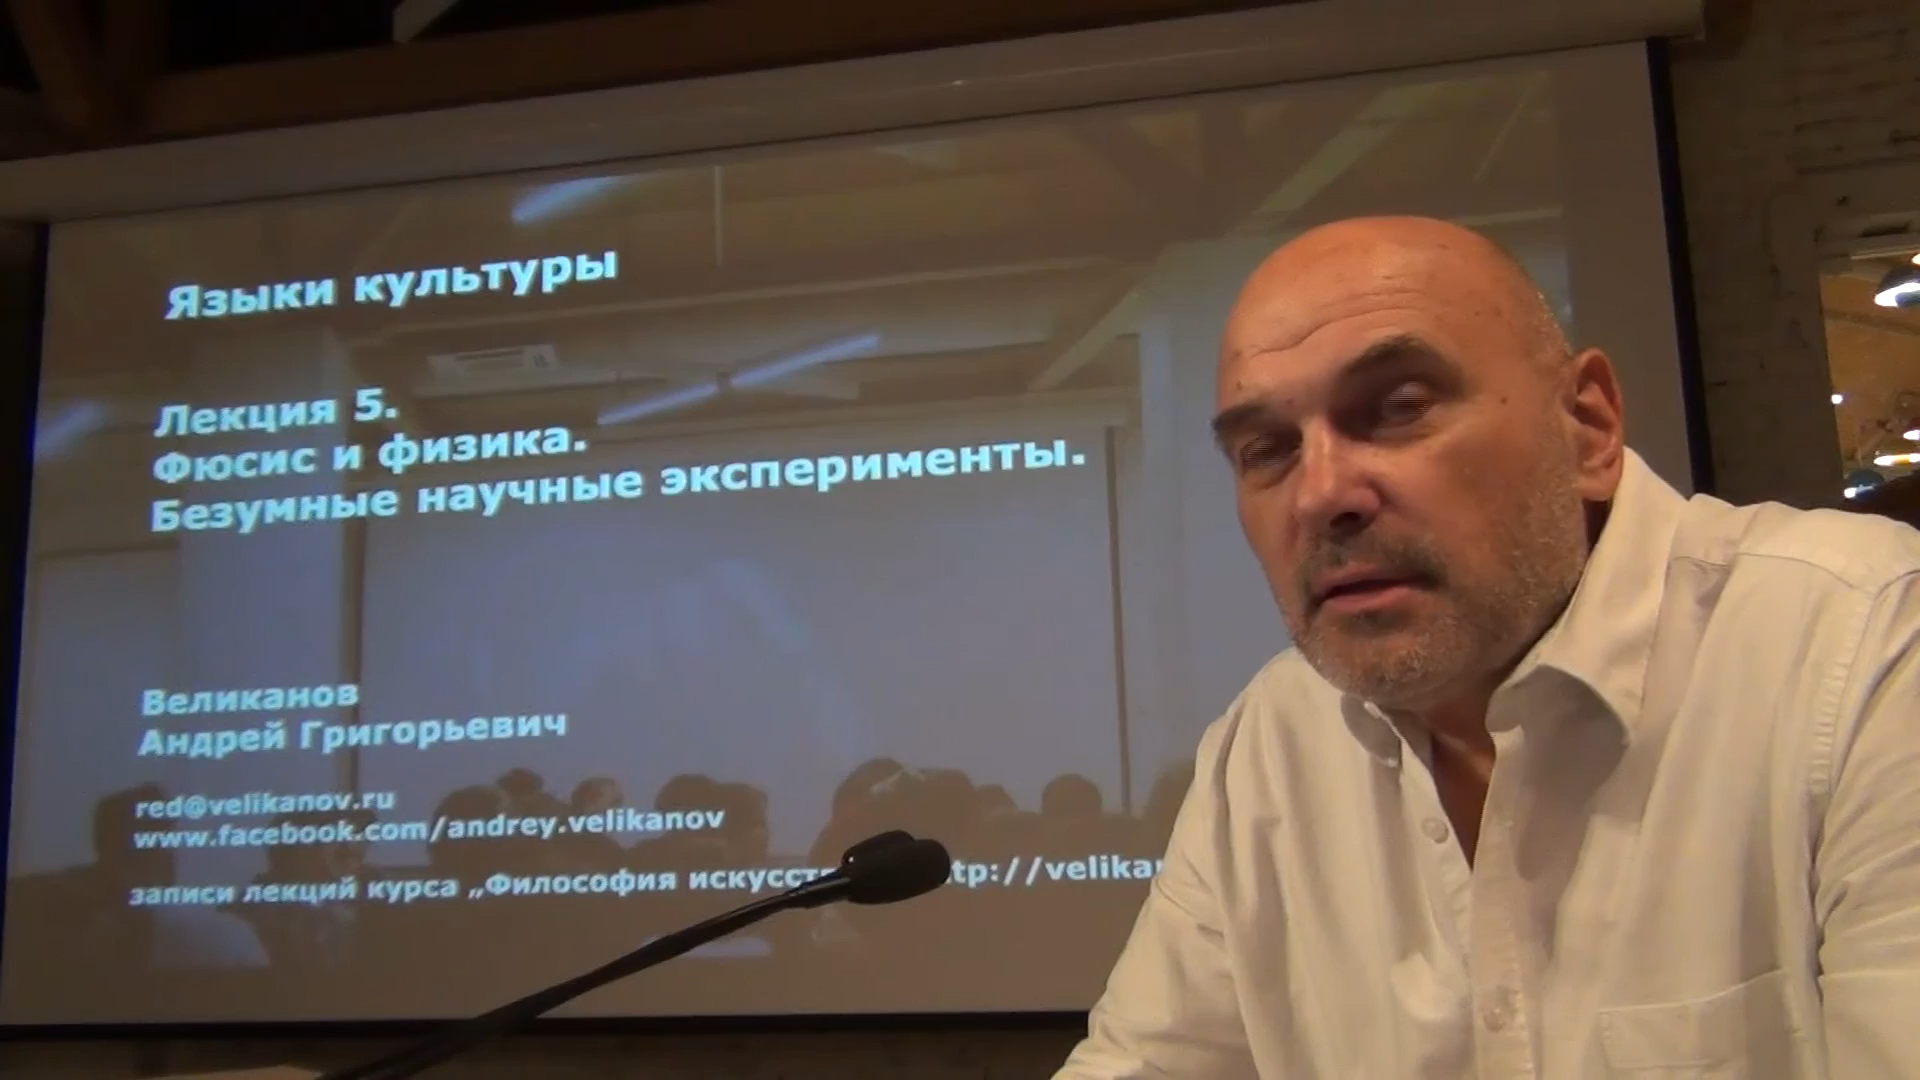 Языки культуры
Лекция 5.
Фюсис и физика.
Безумные научные эксперименты.
Великанов
Андрей Григорьевич
red@velikanov.ru
www.facebook.com/andrey.velikanov
записи лекций курса „Философия